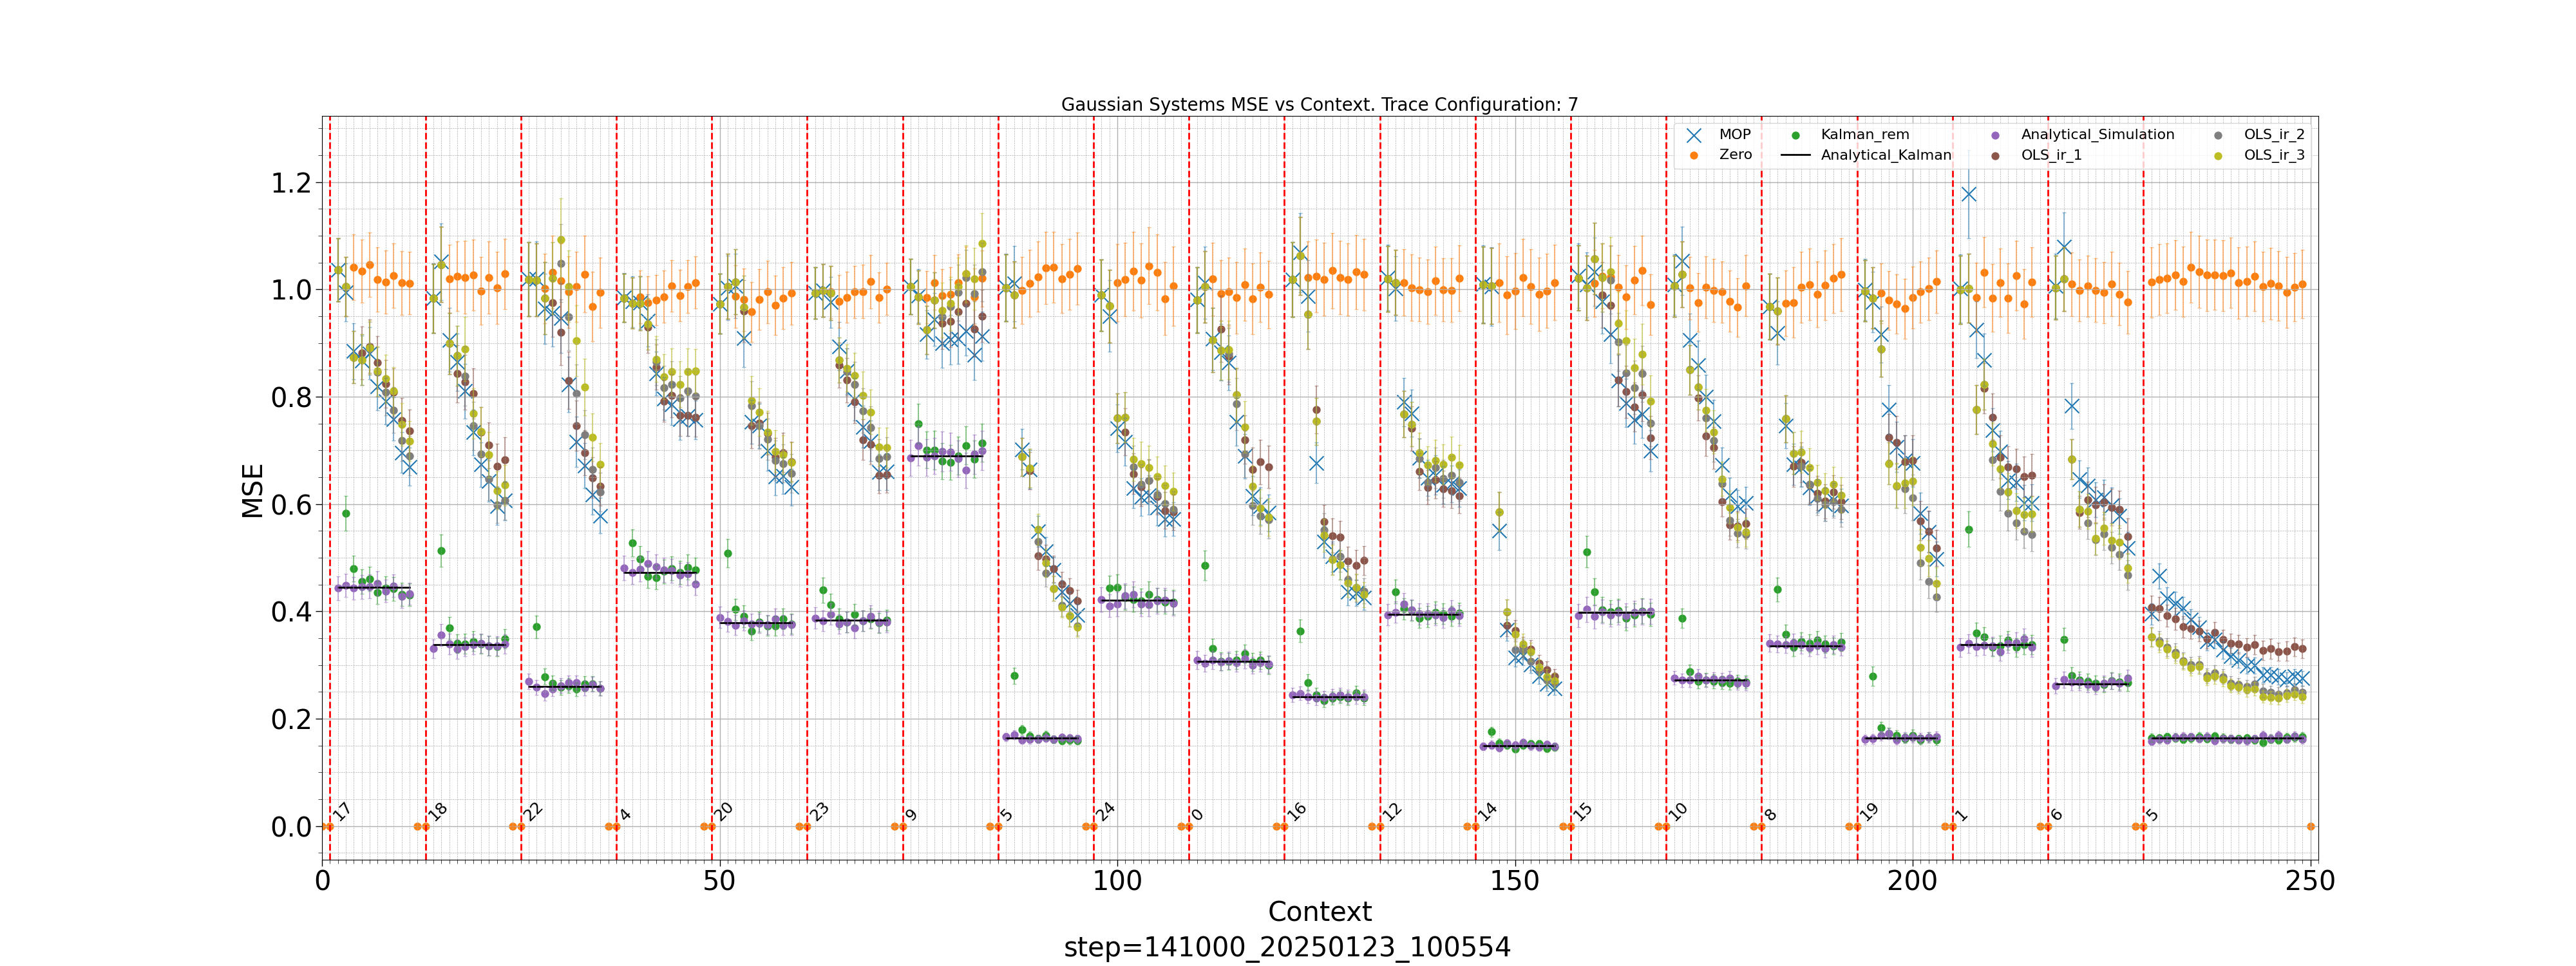 Gaussian Systems MSE vs Context. Trace Configuration: 7
MOP
Zero
Kalman_rem
Analytical_Kalman
Analytical_Simulation
OLS_ir_1
OLS_ir_2
OLS_ir_3
MSE
1.2
1.0
0.8
0.6
0.4
0.2
0.0
17 18 22 4 20 23 9 5 24 0 16 12 14 15 10 8 19 1 6 5
0 50 100 150 200 250
Context
step=141000_20250123_100554